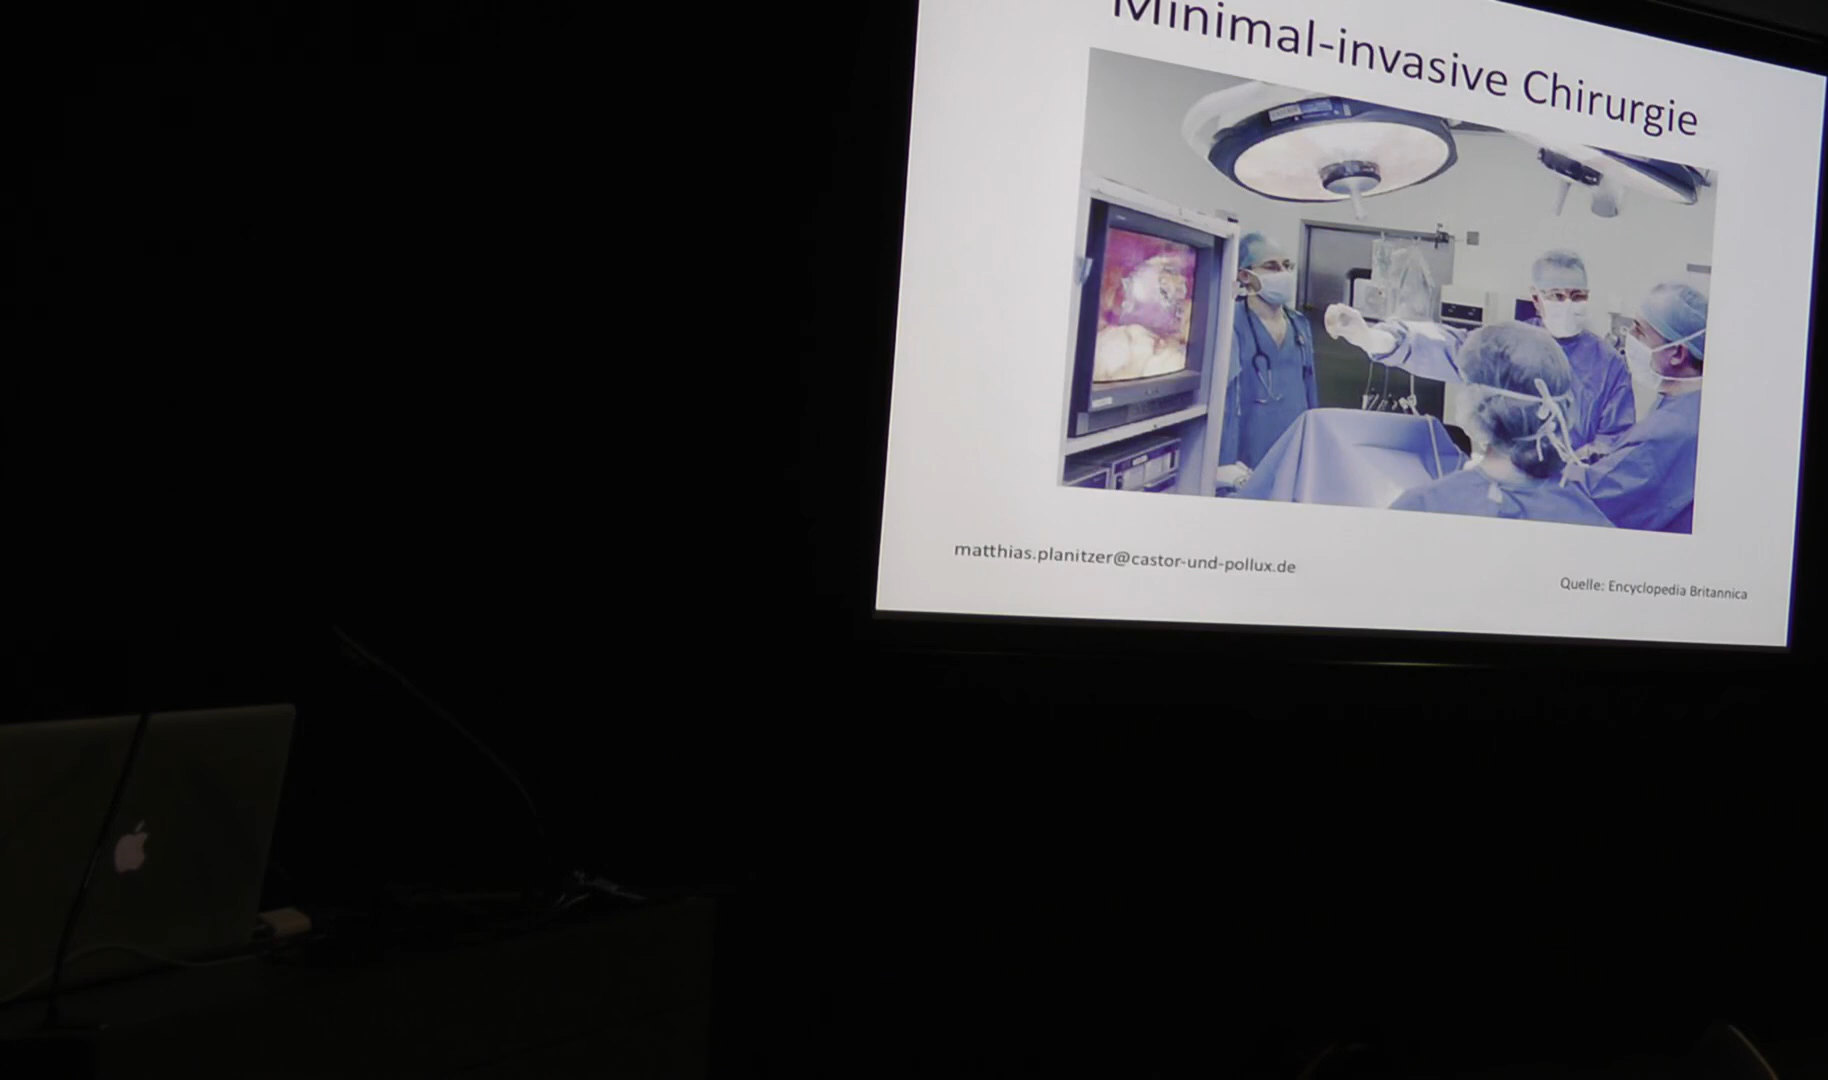 Minimal-invasive Chirurgie
matthias.planitzer@castor-und-pollux.de
Quelle: Encyclopedia Britannica